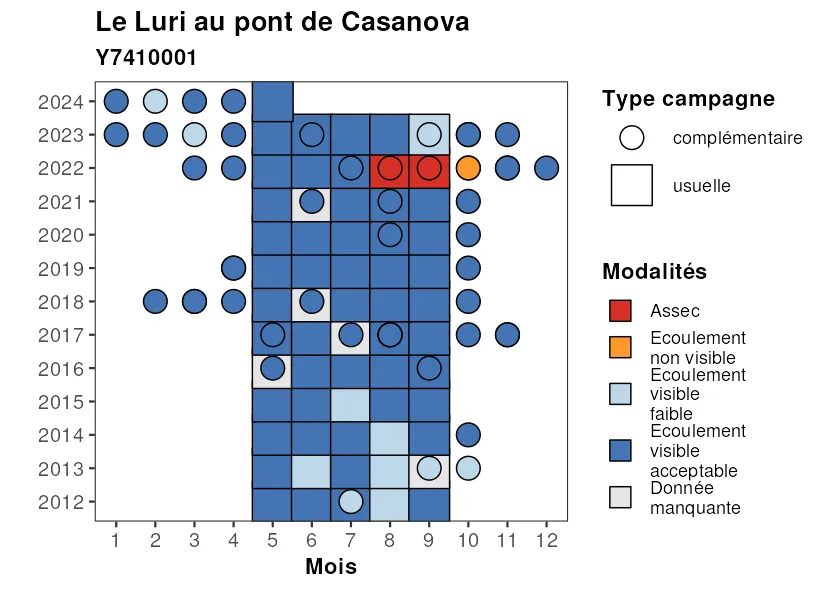 Le Luri au pont de Casanova
Y7410001
2024
2023
2022
2021
2020
2019
2018
2017
2016
2015
2014
2013
2012
1 2 3 4 5 6 7 8 9 10 11 12
Mois
Type campagne
complémentaire
usuelle
Modalités
Assec
Ecoulement
non visible
Ecoulement
visible
faible
Ecoulement
visible
acceptable
Donnée
manquante